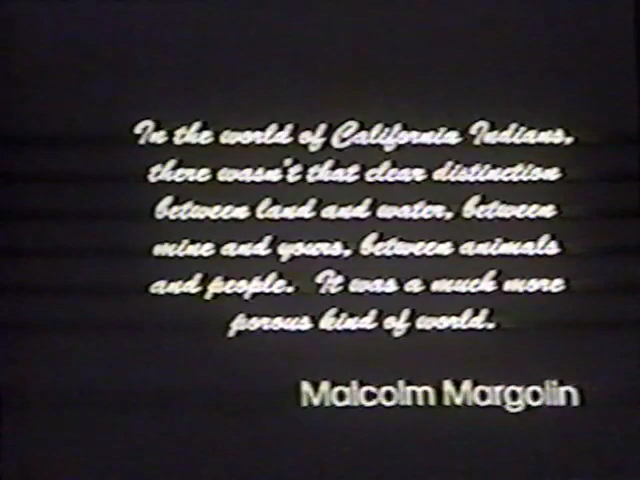 In the world of California Indians,
there wasn't that clear distinction
between land and water, between
mine and yours, between animals
and people. It was a much more
porous kind of world.
Malcolm Margolin